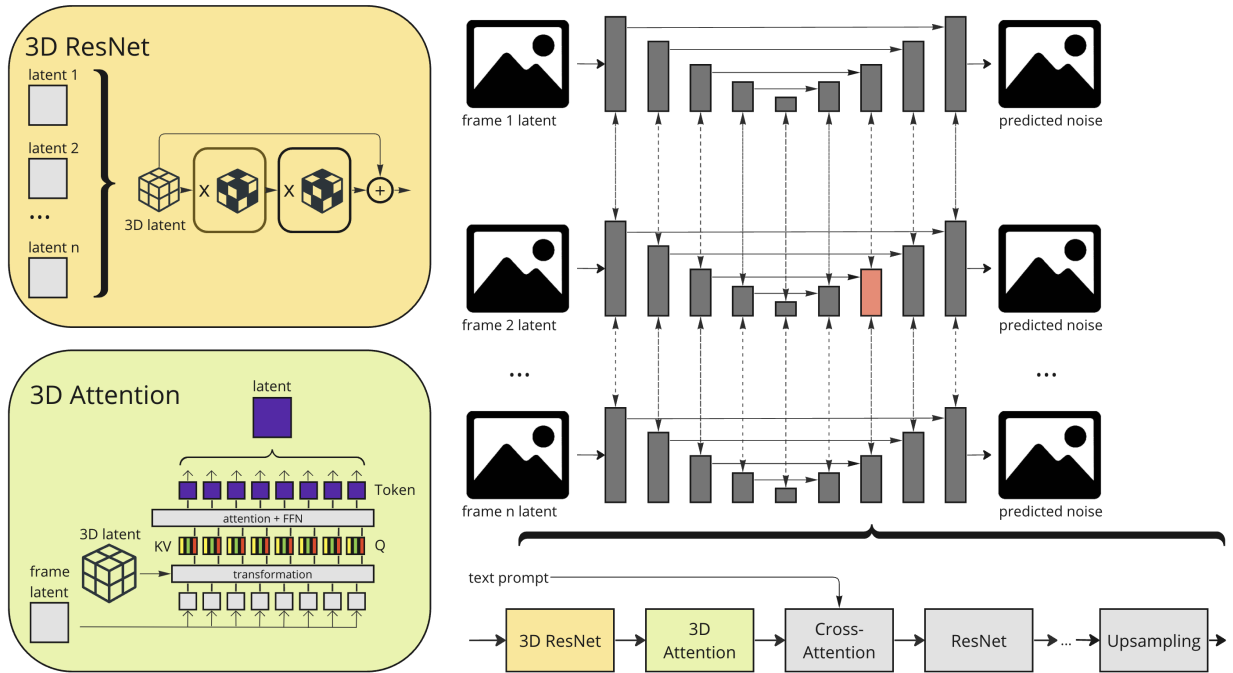 3D ResNet
latent 1
latent 2
...
latent n
3D latent
X
X
+
3D Attention
latent
Token
attention + FFN
3D latent
KV
Q
frame
latent
transformation
frame 1 latent
predicted noise
frame 2 latent
predicted noise
...
...
frame n latent
predicted noise
text prompt
3D ResNet
3D
Attention
Cross-
Attention
ResNet
...
Upsampling